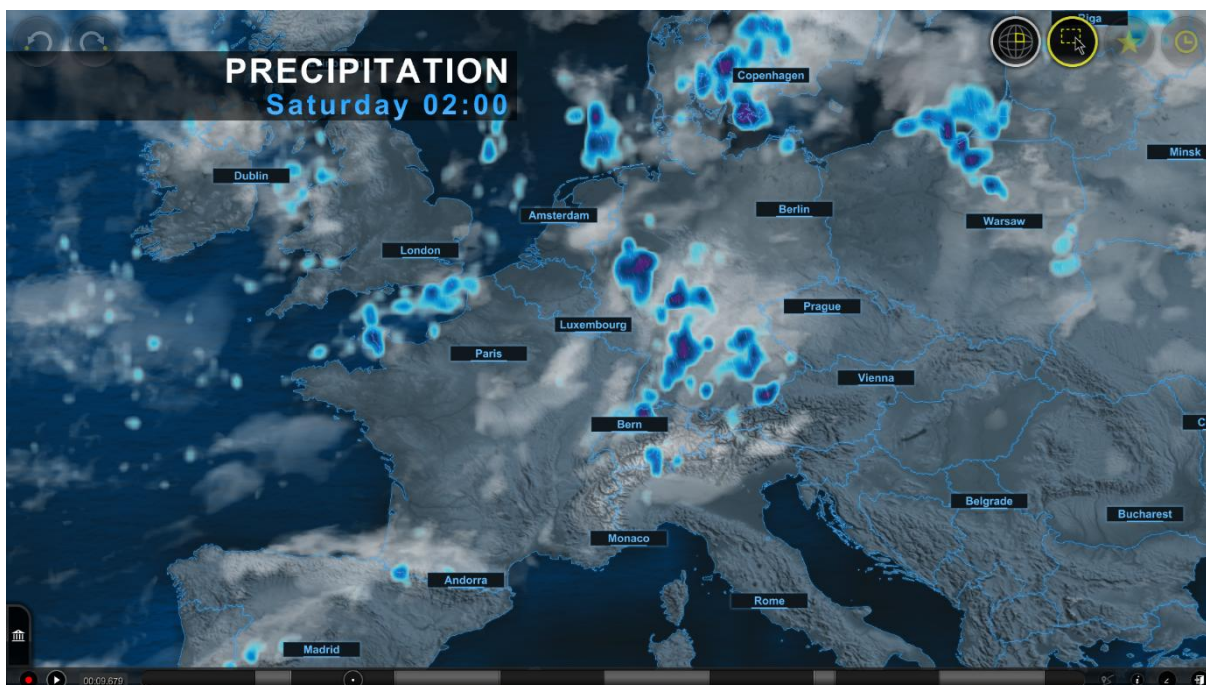 Riga
PRECIPITATION
Copenhagen
Saturday 02:00
Minsk
Dublin
Amsterdam
Berlin
Warsaw
London
Prague
Luxembourg
Paris
Vienna
Bern
Belgrade
Bucharest
Monaco
Andorra
Rome
Madrid
00:09.679